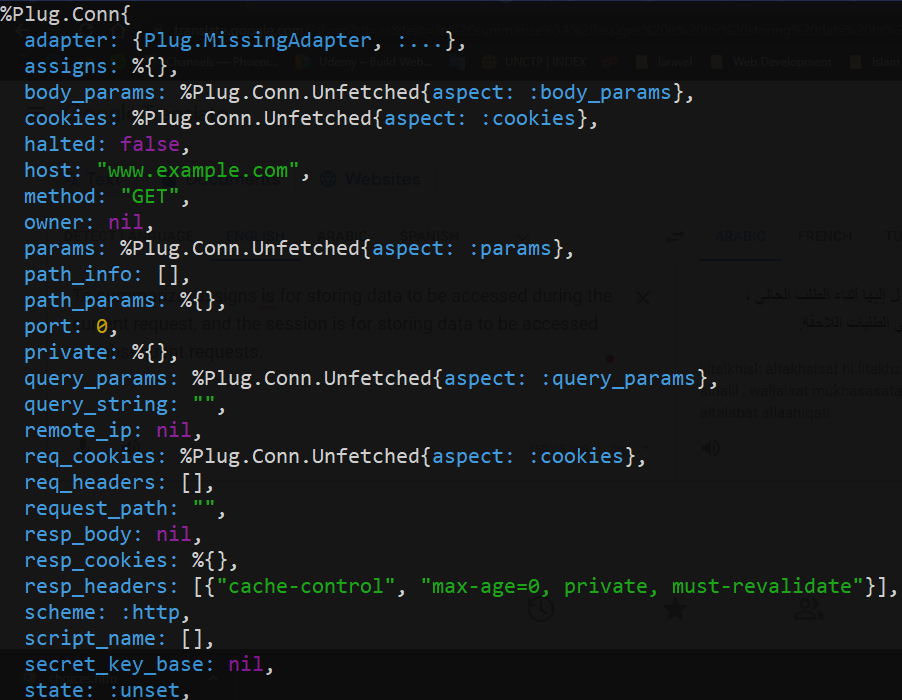 %Plug.Conn{
adapter: {Plug.MissingAdapter, :...},
assigns: %{},
body_params: %Plug.Conn.Unfetched{aspect: :body_params},
cookies: %Plug.Conn.Unfetched{aspect: :cookies},
halted: false,
host: "www.example.com",
method: "GET",
owner: nil,
params: %Plug.Conn.Unfetched{aspect: :params},
path_info: [],
path_params: %{},
port: 0,
private: %{},
query_params: %Plug.Conn.Unfetched{aspect: :query_params},
query_string: "",
remote_ip: nil,
req_cookies: %Plug.Conn.Unfetched{aspect: :cookies},
req_headers: [],
request_path: "",
resp_body: nil,
resp_cookies: %{},
resp_headers: [{"cache-control", "max-age=0, private, must-revalidate"}],
scheme: :http,
script_name: [],
secret_key_base: nil,
state: :unset,